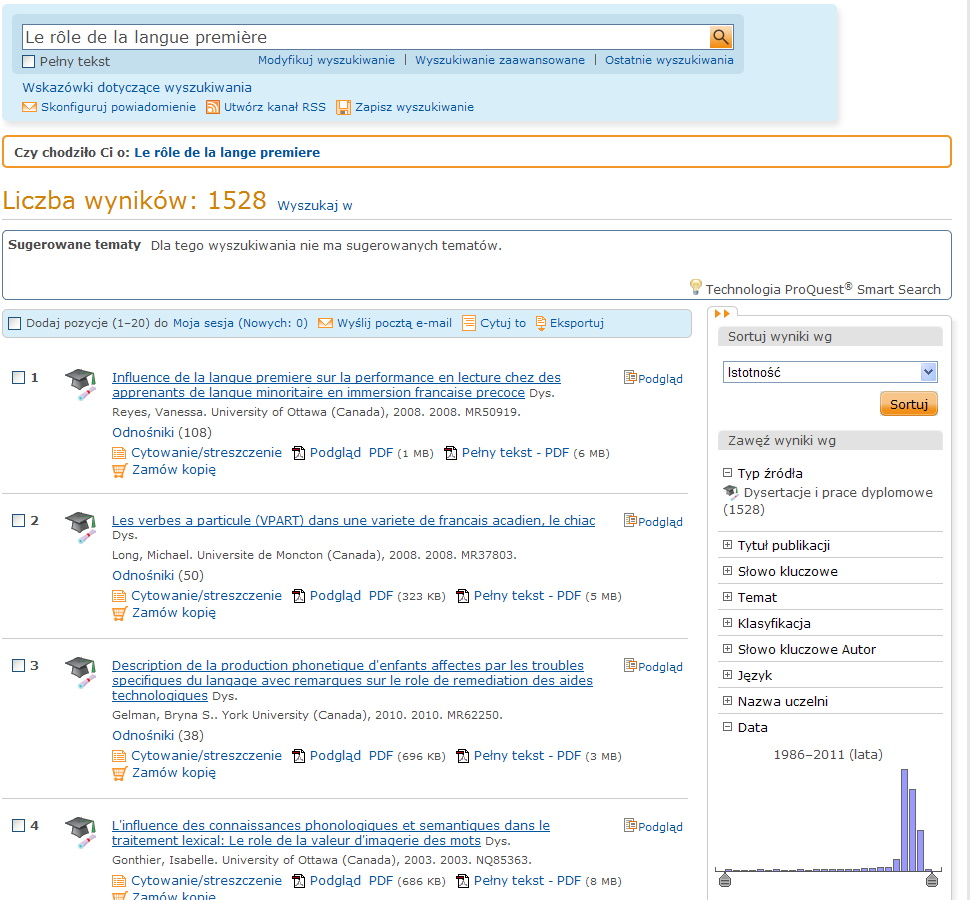 Le rôle de la langue première
Pełny tekst
Modyfikuj wyszukiwanie | Wyszukiwanie zaawansowane | Ostatnie wyszukiwania
Wskazówki dotyczące wyszukiwania
Skonfiguruj powiadomienie Utwórz kanał RSS Zapisz wyszukiwanie
Czy chodziło Ci o: Le rôle de la lange premiere
Liczba wyników: 1528 Wyszukaj w
Sugerowane tematy Dla tego wyszukiwania nie ma sugerowanych tematów.
Technologia ProQuest® Smart Search
Dodaj pozycje (1–20) do Moja sesja (Nowych: 0) Wyślij pocztą e-mail Cytuj to Eksportuj
1
Influence de la langue premiere sur la performance en lecture chez des
apprenants de langue minoritaire en immersion francaise precoce Dys.
Podgląd
Reyes, Vanessa. University of Ottawa (Canada), 2008. 2008. MR50919.
Odnośniki (108)
Cytowanie/streszczenie Podgląd PDF (1 MB) Pełny tekst - PDF (6 MB)
Zamów kopię
2
Les verbes a particule (VPART) dans une variete de francais acadien, le chiac
Dys.
Podgląd
Long, Michael. Universite de Moncton (Canada), 2008. 2008. MR37803.
Odnośniki (50)
Cytowanie/streszczenie Podgląd PDF (323 KB) Pełny tekst - PDF (5 MB)
Zamów kopię
3
Description de la production phonetique d'enfants affectes par les troubles
specifiques du langage avec remarques sur le role de remediation des aides
technologiques Dys.
Podgląd
Gelman, Bryna S.. York University (Canada), 2010. 2010. MR62250.
Odnośniki (38)
Cytowanie/streszczenie Podgląd PDF (696 KB) Pełny tekst - PDF (3 MB)
Zamów kopię
4
L'influence des connaissances phonologiques et semantiques dans le
traitement lexical: Le role de la valeur d'imagerie des mots Dys.
Podgląd
Gonthier, Isabelle. University of Ottawa (Canada), 2003. 2003. NQ85363.
Cytowanie/streszczenie Podgląd PDF (686 KB) Pełny tekst - PDF (8 MB)
Zamów kopię
Sortuj wyniki wg
Istotność
Sortuj
Zawęź wyniki wg
Typ źródła
Dysertacje i prace dyplomowe
(1528)
Tytuł publikacji
Słowo kluczowe
Temat
Klasyfikacja
Słowo kluczowe Autor
Język
Nazwa uczelni
Data
1986–2011 (lata)